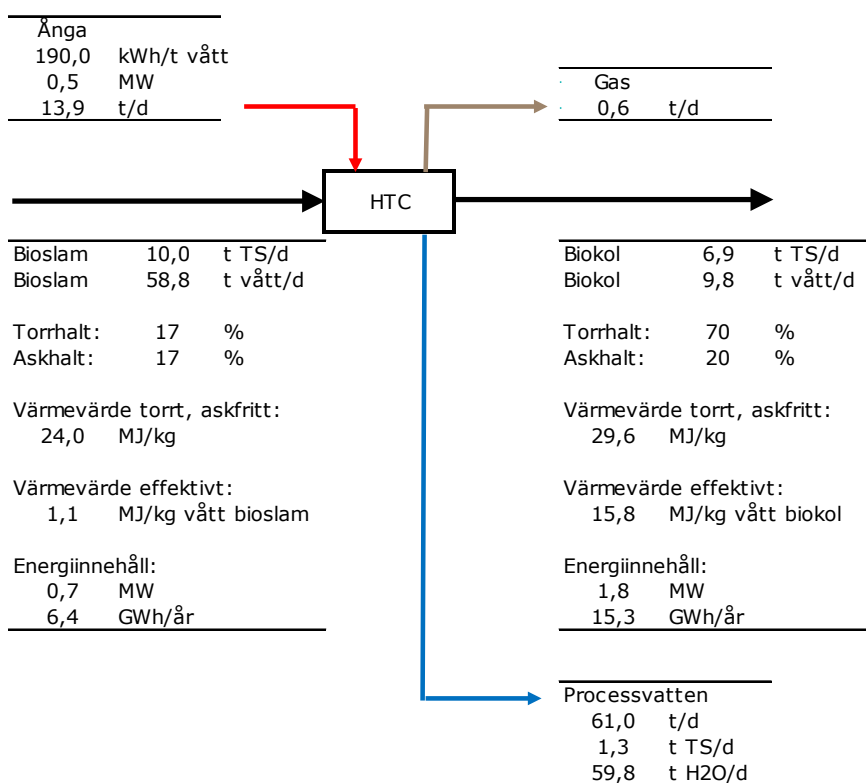 Ånga
190,0 kWh/t vått
0,5 MW
13,9 t/d
Gas
0,6 t/d
HTC
Bioslam 10,0 t TS/d
Bioslam 58,8 t vått/d
Torrhalt: 17 %
Askhalt: 17 %
Värmevärde torrt, askfritt:
24,0 MJ/kg
Värmevärde effektivt:
1,1 MJ/kg vått bioslam
Energiinnehåll:
0,7 MW
6,4 GWh/år
Biokol 6,9 t TS/d
Biokol 9,8 t vått/d
Torrhalt: 70 %
Askhalt: 20 %
Värmevärde torrt, askfritt:
29,6 MJ/kg
Värmevärde effektivt:
15,8 MJ/kg vått biokol
Energiinnehåll:
1,8 MW
15,3 GWh/år
Processvatten
61,0 t/d
1,3 t TS/d
59,8 t H2O/d